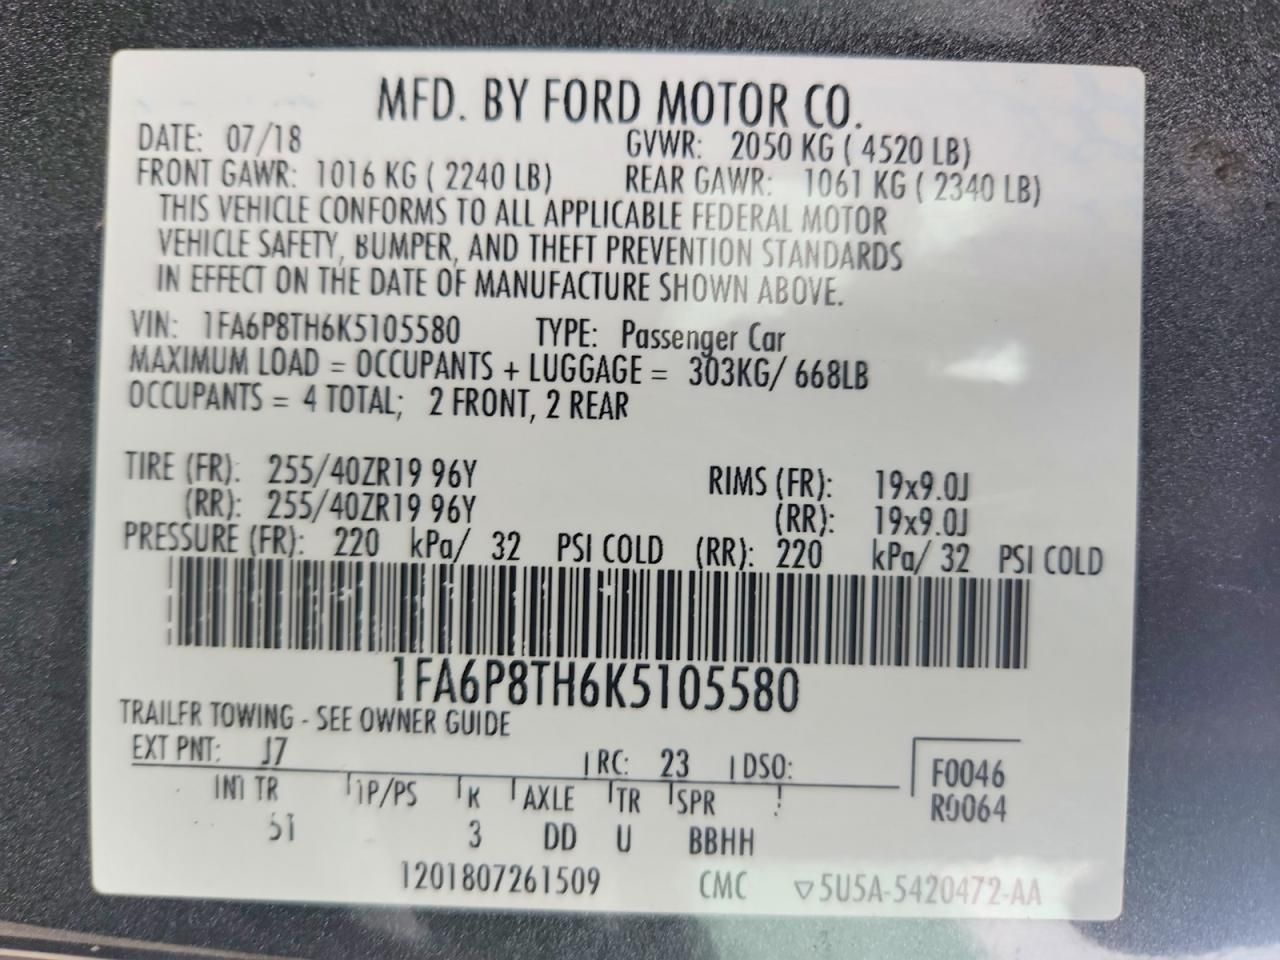 MFD. BY FORD MOTOR CO.
DATE: 07/18 GVWR: 2050 KG ( 4520 LB)
FRONT GAWR: 1016 KG ( 2240 LB) REAR GAWR: 1061 KG ( 2340 LB)
THIS VEHICLE CONFORMS TO ALL APPLICABLE FEDERAL MOTOR
VEHICLE SAFETY, BUMPER, AND THEFT PREVENTION STANDARDS
IN EFFECT ON THE DATE OF MANUFACTURE SHOWN ABOVE.
VIN: 1FA6P8TH6K5105580 TYPE: Passenger Car
MAXIMUM LOAD = OCCUPANTS + LUGGAGE = 303KG/ 668LB
OCCUPANTS = 4 TOTAL; 2 FRONT, 2 REAR
TIRE (FR): 255/40ZR19 96Y RIMS (FR): 19x9.0J
(RR): 255/40ZR19 96Y (RR): 19x9.0J
PRESSURE (FR): 220 kPa/ 32 PSI COLD (RR): 220 kPa/ 32 PSI COLD
1FA6P8TH6K5105580
TRAILER TOWING - SEE OWNER GUIDE
EXT PNT: J7 RC: 23 DSO: F0046
INT TR TP/PS R AXLE TR SPR R0064
3 DD U BBHH
1201807261509 CMC ▽5U5A-5420472-AA